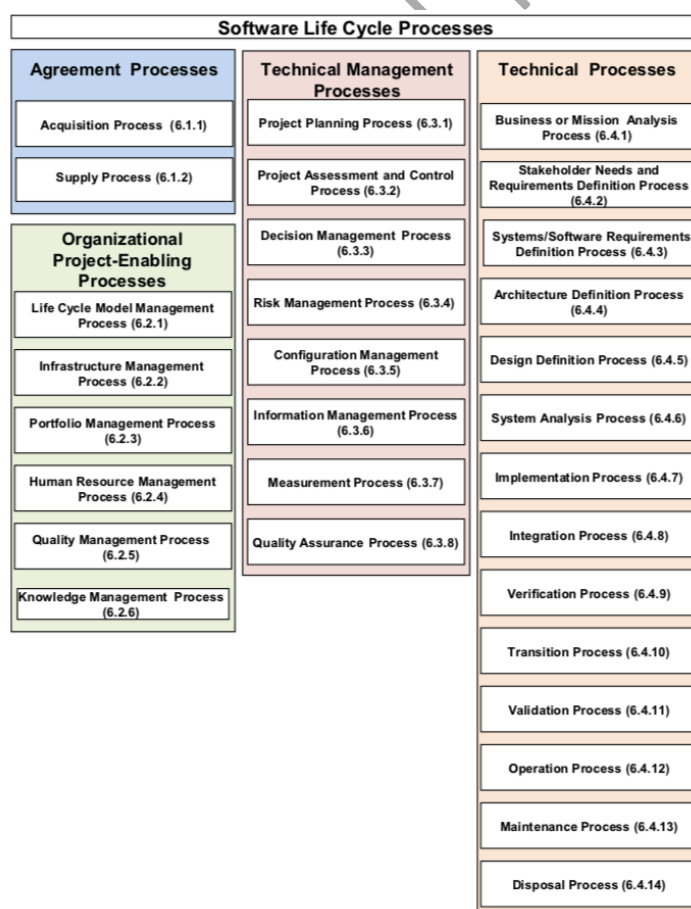 Software Life Cycle Processes
Agreement Processes
Acquisition Process (6.1.1)
Supply Process (6.1.2)
Organizational
Project-Enabling
Processes
Life Cycle Model Management
Process (6.2.1)
Infrastructure Management
Process (6.2.2)
Portfolio Management Process
(6.2.3)
Human Resource Management
Process (6.2.4)
Quality Management Process
(6.2.5)
Knowledge Management Process
(6.2.6)
Technical Management
Processes
Project Planning Process (6.3.1)
Project Assessment and Control
Process (6.3.2)
Decision Management Process
(6.3.3)
Risk Management Process (6.3.4)
Configuration Management
Process (6.3.5)
Information Management Process
(6.3.6)
Measurement Process (6.3.7)
Quality Assurance Process (6.3.8)
Technical Processes
Business or Mission Analysis
Process (6.4.1)
Stakeholder Needs and
Requirements Definition Process
(6.4.2)
Systems/Software Requirements
Definition Process (6.4.3)
Architecture Definition Process
(6.4.4)
Design Definition Process (6.4.5)
System Analysis Process (6.4.6)
Implementation Process (6.4.7)
Integration Process (6.4.8)
Verification Process (6.4.9)
Transition Process (6.4.10)
Validation Process (6.4.11)
Operation Process (6.4.12)
Maintenance Process (6.4.13)
Disposal Process (6.4.14)